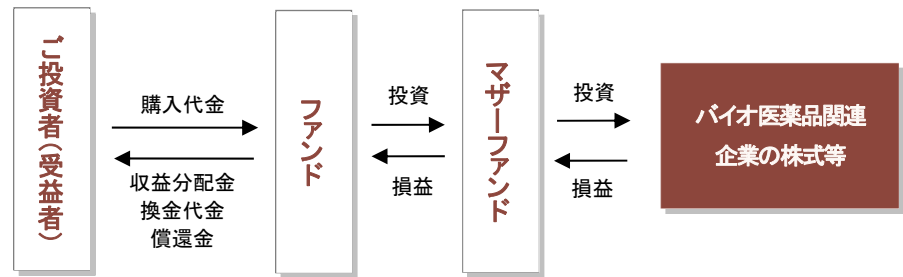 ご投資者(受益者)
購入代金
収益分配金
換金代金
償還金
ファンド
投資
損益
マザーファンド
投資
損益
バイオ医薬品関連
企業の株式等